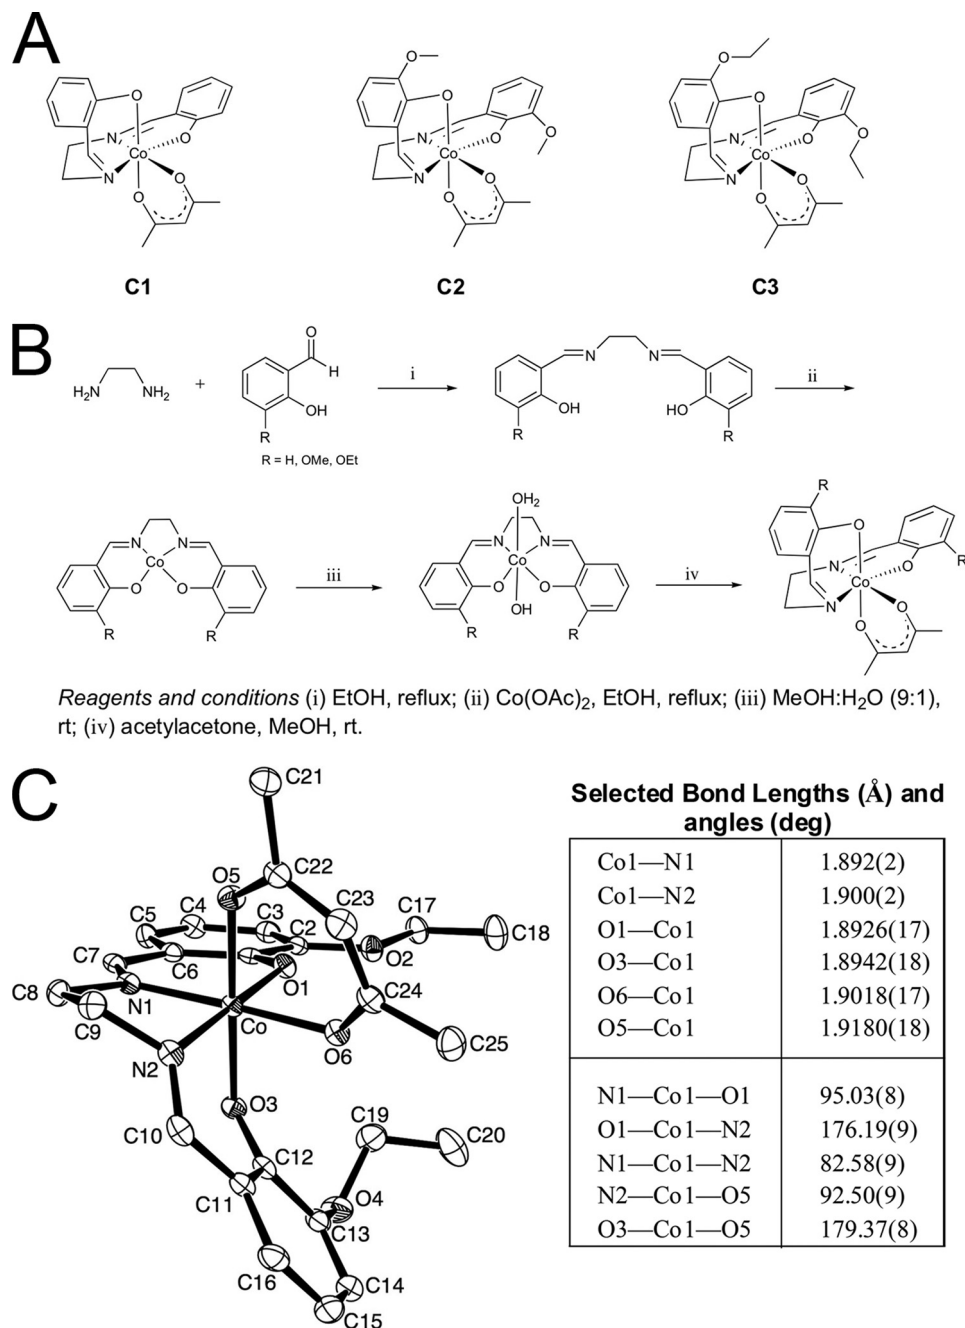 A
O
O
N
O
Co
N
O
O
C1
O
O
N
O
O
Co
N
O
O
C2
O
O
N
O
O
Co
N
O
O
C3
B
H₂N
NH₂
+
O
H
OH
R
R = H, OMe, OEt
i
N
N
OH
HO
R
R
ii
N
N
Co
O
O
R
R
iii
OH₂
N
N
Co
O
O
OH
R
R
iv
R
O
N
O
R
Co
N
O
O
Reagents and conditions (i) EtOH, reflux; (ii) Co(OAc)₂, EtOH, reflux; (iii) MeOH:H₂O (9:1),
rt; (iv) acetylacetone, MeOH, rt.
C
C21
O5
C22
C23
C4
C3
C17
C5
C2
C18
C7
C6
O2
O1
C8
N1
C24
C9
Co
O6
C25
N2
O3
C19
C20
C10
C12
C11
O4
C13
C16
C14
C15
Selected Bond Lengths (Å) and
angles (deg)
Co1—N1 1.892(2)
Co1—N2 1.900(2)
O1—Co1 1.8926(17)
O3—Co1 1.8942(18)
O6—Co1 1.9018(17)
O5—Co1 1.9180(18)
N1—Co1—O1 95.03(8)
O1—Co1—N2 176.19(9)
N1—Co1—N2 82.58(9)
N2—Co1—O5 92.50(9)
O3—Co1—O5 179.37(8)